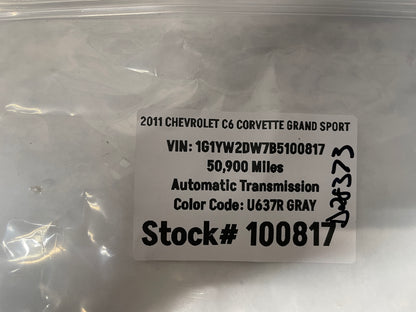 2011 CHEVROLET C6 CORVETTE GRAND SPORT
VIN: 1G1YW2DW7B5100817
50,900 Miles
Automatic Transmission
Color Code: U637R GRAY
Stock# 100817